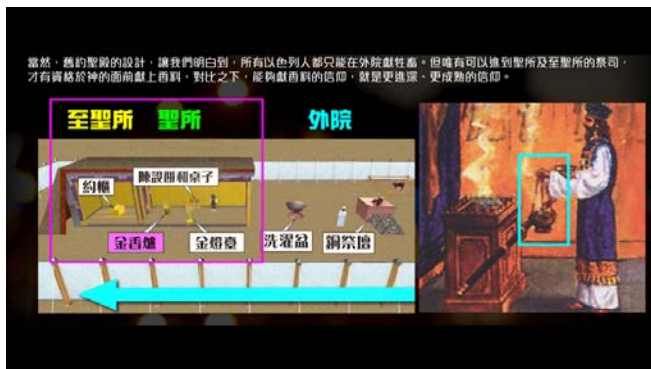 當然，舊約聖殿的設計，讓我們明白到，所有以色列人都只能在外院獻牲畜。但唯有可以進到聖所及至聖所的祭司，
才有資格於神的面前獻上香料，對比之下，能夠獻香料的信仰，就是更進深、更成熟的信仰。
至聖所 聖所 外院
陳設餅和桌子
約櫃
金香爐 金燈臺 洗濯盆 銅祭壇